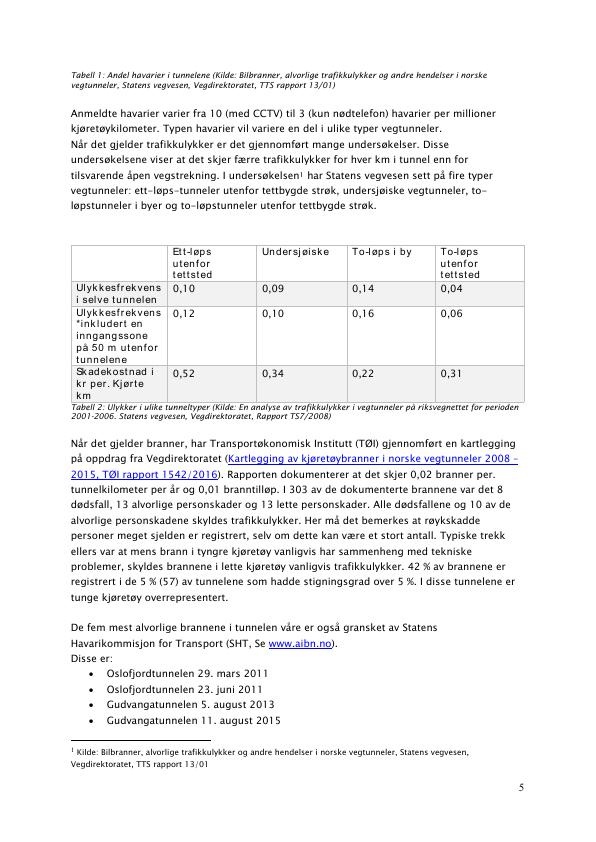 Tabell 1: Andel havarier i tunnelene (Kilde: Bilbranner, alvorlige trafikkulykker og andre hendelser i norske
vegtunneler, Statens vegvesen, Vegdirektoratet, TTS rapport 13/01)
Anmeldte havarier varier fra 10 (med CCTV) til 3 (kun nødtelefon) havarier per millioner
kjøretøykilometer. Typen havarier vil variere en del i ulike typer vegtunneler.
Når det gjelder trafikkulykker er det gjennomført mange undersøkelser. Disse
undersøkelsene viser at det skjer færre trafikkulykker for hver km i tunnel enn for
tilsvarende åpen vegstrekning. I undersøkelsen¹ har Statens vegvesen sett på fire typer
vegtunneler: ett-løps-tunneler utenfor tettbygde strøk, undersjøiske vegtunneler, to-
løpstunneler i byer og to-løpstunneler utenfor tettbygde strøk.
Ett-løps
utenfor
tettsted
Undersjøiske
To-løps i by
To-løps
utenfor
tettsted
Ulykkesfrekvens
i selve tunnelen
0,10
0,09
0,14
0,04
Ulykkesfrekvens
*inkludert en
inngangssone
på 50 m utenfor
tunnelene
0,12
0,10
0,16
0,06
Skadekostnad i
kr per. Kjørte
km
0,52
0,34
0,22
0,31
Tabell 2: Ulykker i ulike tunneltyper (Kilde: En analyse av trafikkulykker i vegtunneler på riksvegnettet for perioden
2001-2006. Statens vegvesen, Vegdirektoratet, Rapport TS7/2008)
Når det gjelder branner, har Transportøkonomisk Institutt (TØI) gjennomført en kartlegging
på oppdrag fra Vegdirektoratet (Kartlegging av kjøretøybranner i norske vegtunneler 2008 –
2015, TØI rapport 1542/2016). Rapporten dokumenterer at det skjer 0,02 branner per.
tunnelkilometer per år og 0,01 branntilløp. I 303 av de dokumenterte brannene var det 8
dødsfall, 13 alvorlige personskader og 13 lette personskader. Alle dødsfallene og 10 av de
alvorlige personskadene skyldes trafikkulykker. Her må det bemerkes at røykskadde
personer meget sjelden er registrert, selv om dette kan være et stort antall. Typiske trekk
ellers var at mens brann i tyngre kjøretøy vanligvis har sammenheng med tekniske
problemer, skyldes brannene i lette kjøretøy vanligvis trafikkulykker. 42 % av brannene er
registrert i de 5 % (57) av tunnelene som hadde stigningsgrad over 5 %. I disse tunnelene er
tunge kjøretøy overrepresentert.
De fem mest alvorlige brannene i tunnelen våre er også gransket av Statens
Havarikommisjon for Transport (SHT, Se www.aibn.no).
Disse er:
• Oslofjordtunnelen 29. mars 2011
• Oslofjordtunnelen 23. juni 2011
• Gudvangatunnelen 5. august 2013
• Gudvangatunnelen 11. august 2015
¹ Kilde: Bilbranner, alvorlige trafikkulykker og andre hendelser i norske vegtunneler, Statens vegvesen,
Vegdirektoratet, TTS rapport 13/01
5